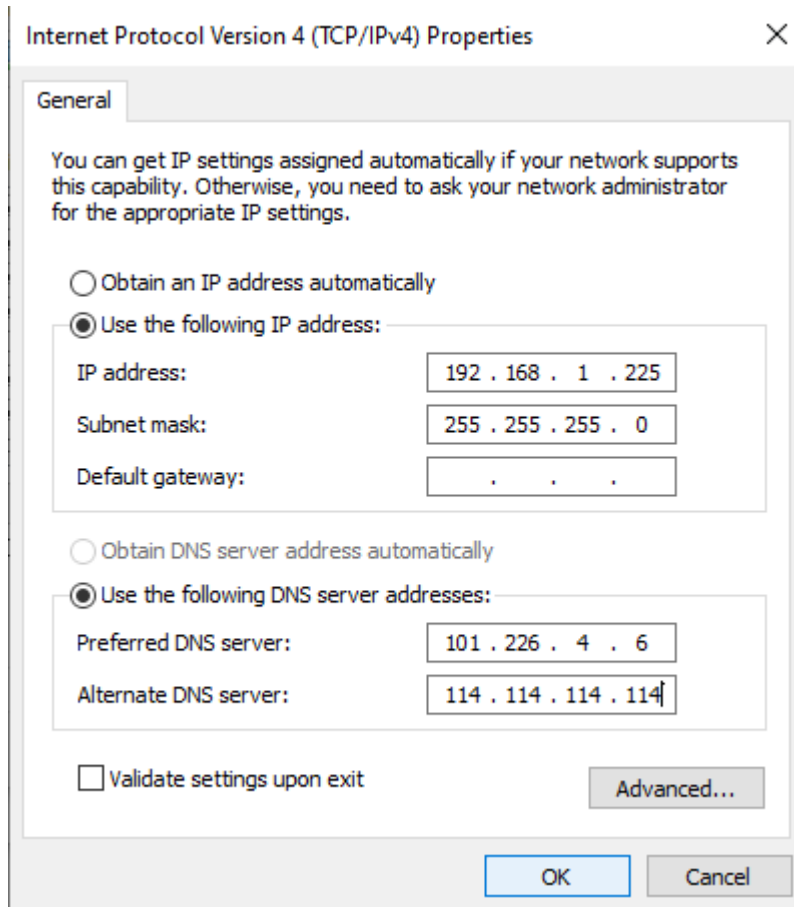 Internet Protocol Version 4 (TCP/IPv4) Properties
General
You can get IP settings assigned automatically if your network supports
this capability. Otherwise, you need to ask your network administrator
for the appropriate IP settings.
Obtain an IP address automatically
Use the following IP address:
IP address: 192 . 168 . 1 . 225
Subnet mask: 255 . 255 . 255 . 0
Default gateway: . . .
Obtain DNS server address automatically
Use the following DNS server addresses:
Preferred DNS server: 101 . 226 . 4 . 6
Alternate DNS server: 114 . 114 . 114 . 114
Validate settings upon exit
Advanced...
OK Cancel